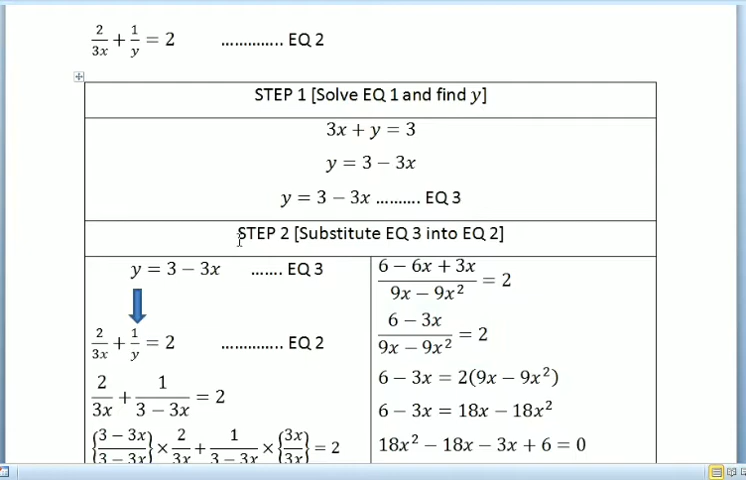 2/3x + 1/y = 2 .............. EQ 2
STEP 1 [Solve EQ 1 and find y]
3x + y = 3
y = 3 − 3x
y = 3 − 3x .......... EQ 3
STEP 2 [Substitute EQ 3 into EQ 2]
y = 3 − 3x ....... EQ 3
2/3x + 1/y = 2 .............. EQ 2
2/3x + 1/(3 − 3x) = 2
{(3 − 3x)/(3 − 3x)} × 2/3x + 1/(3 − 3x) × {3x/3x} = 2
(6 − 6x + 3x)/(9x − 9x²) = 2
(6 − 3x)/(9x − 9x²) = 2
6 − 3x = 2(9x − 9x²)
6 − 3x = 18x − 18x²
18x² − 18x − 3x + 6 = 0